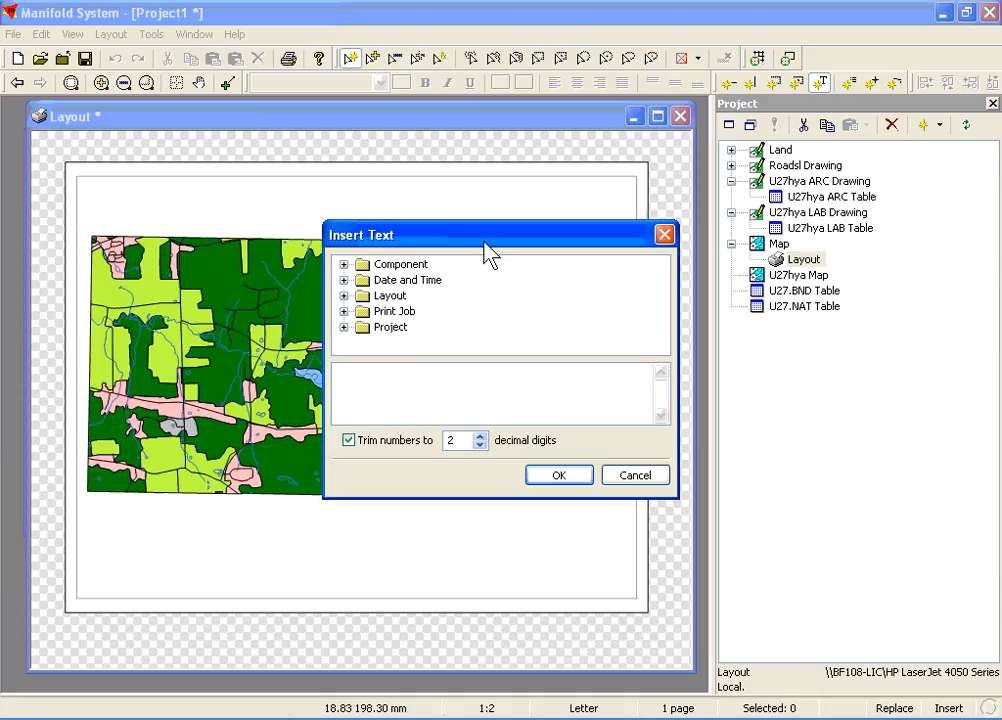 Manifold System - [Project1 *]
File Edit View Layout Tools Window Help
B I U
Layout *
Project
Land
Roadsl Drawing
U27hya ARC Drawing
U27hya ARC Table
U27hya LAB Drawing
U27hya LAB Table
Map
Layout
U27hya Map
U27.BND Table
U27.NAT Table
Insert Text
Component
Date and Time
Layout
Print Job
Project
Trim numbers to 2 decimal digits
OK Cancel
Layout \\BF108-LIC\HP LaserJet 4050 Series
Local.
18.83 198.30 mm 1:2 Letter 1 page Selected: 0 Replace Insert